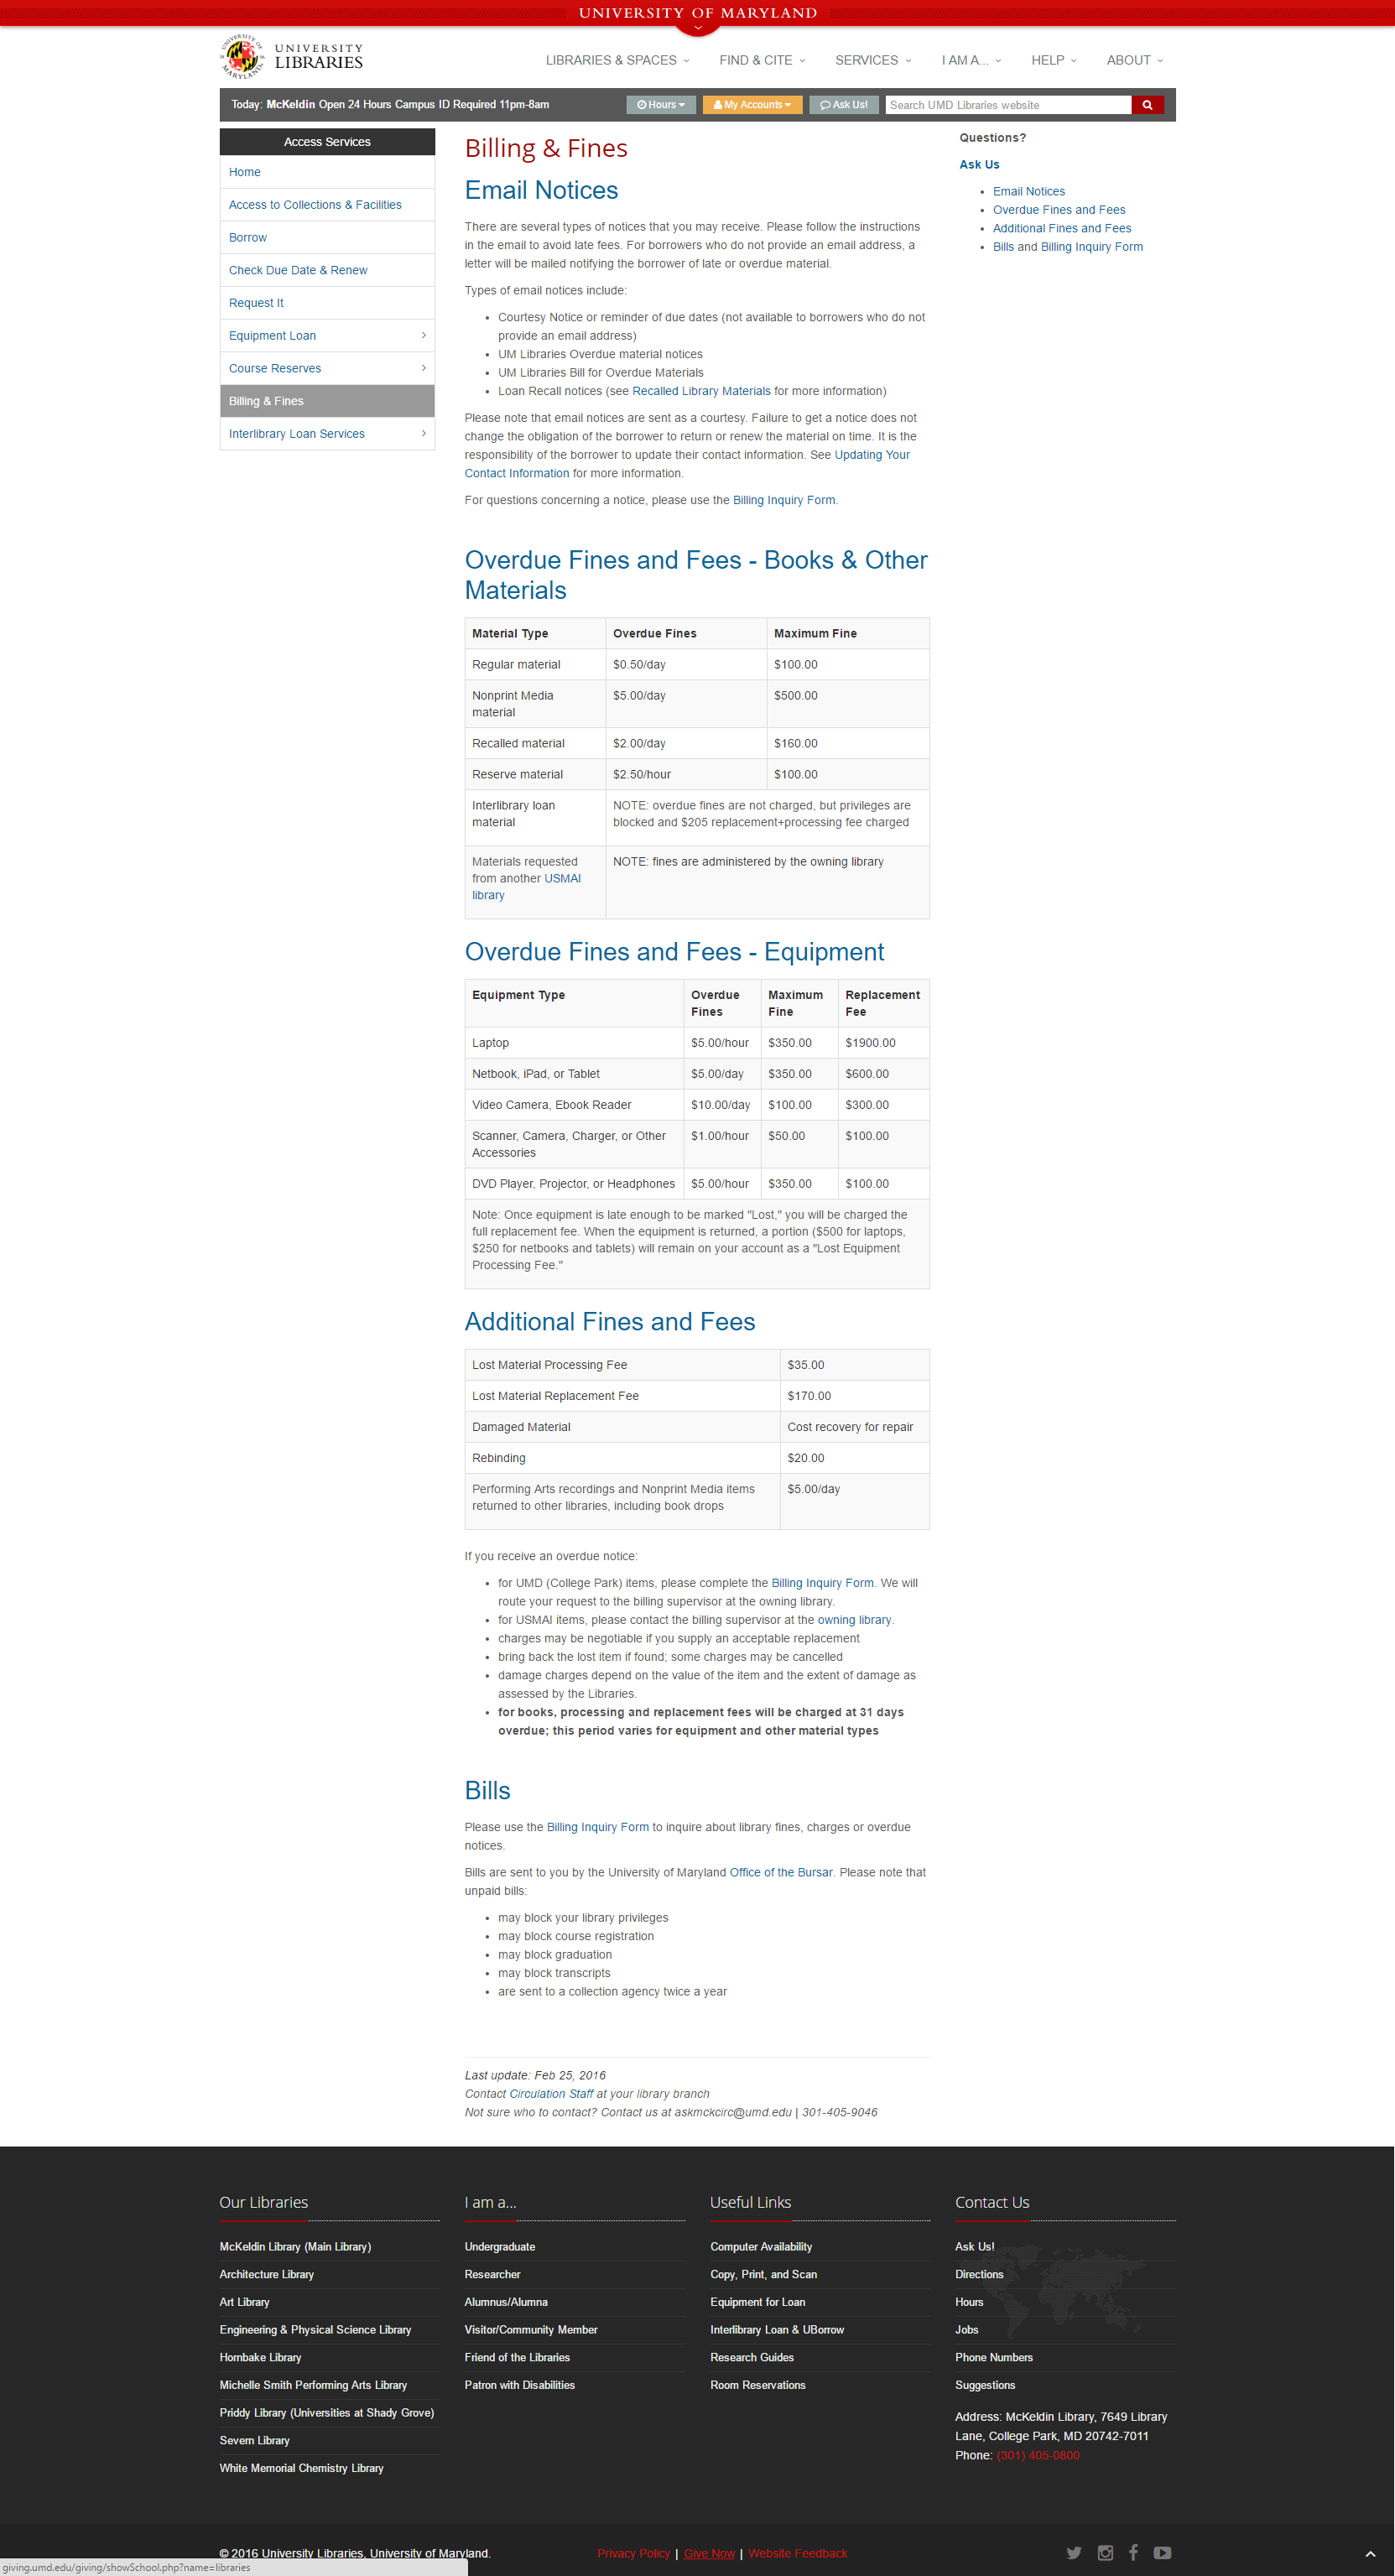 UNIVERSITY OF MARYLAND
UNIVERSITY OF MARYLAND
UNIVERSITY
LIBRARIES
LIBRARIES & SPACES
FIND & CITE
SERVICES
I AM A...
HELP
ABOUT
Today: McKeldin Open 24 Hours Campus ID Required 11pm-8am
Hours
My Accounts
Ask Us!
Search UMD Libraries website
Access Services
Home
Access to Collections & Facilities
Borrow
Check Due Date & Renew
Request It
Equipment Loan
Course Reserves
Billing & Fines
Interlibrary Loan Services
Billing & Fines
Email Notices
There are several types of notices that you may receive. Please follow the instructions
in the email to avoid late fees. For borrowers who do not provide an email address, a
letter will be mailed notifying the borrower of late or overdue material.
Types of email notices include:
Courtesy Notice or reminder of due dates (not available to borrowers who do not
provide an email address)
UM Libraries Overdue material notices
UM Libraries Bill for Overdue Materials
Loan Recall notices (see Recalled Library Materials for more information)
Please note that email notices are sent as a courtesy. Failure to get a notice does not
change the obligation of the borrower to return or renew the material on time. It is the
responsibility of the borrower to update their contact information. See Updating Your
Contact Information for more information.
For questions concerning a notice, please use the Billing Inquiry Form.
Questions?
Ask Us
Email Notices
Overdue Fines and Fees
Additional Fines and Fees
Bills and Billing Inquiry Form
Overdue Fines and Fees - Books & Other
Materials
Material Type Overdue Fines Maximum Fine
Regular material $0.50/day $100.00
Nonprint Media $5.00/day $500.00
material
Recalled material $2.00/day $160.00
Reserve material $2.50/hour $100.00
Interlibrary loan NOTE: overdue fines are not charged, but privileges are
material blocked and $205 replacement+processing fee charged
Materials requested NOTE: fines are administered by the owning library
from another USMAI
library
Overdue Fines and Fees - Equipment
Equipment Type Overdue Maximum Replacement
Fines Fine Fee
Laptop $5.00/hour $350.00 $1900.00
Netbook, iPad, or Tablet $5.00/day $350.00 $600.00
Video Camera, Ebook Reader $10.00/day $100.00 $300.00
Scanner, Camera, Charger, or Other $1.00/hour $50.00 $100.00
Accessories
DVD Player, Projector, or Headphones $5.00/hour $350.00 $100.00
Note: Once equipment is late enough to be marked "Lost," you will be charged the
full replacement fee. When the equipment is returned, a portion ($500 for laptops,
$250 for netbooks and tablets) will remain on your account as a "Lost Equipment
Processing Fee."
Additional Fines and Fees
Lost Material Processing Fee $35.00
Lost Material Replacement Fee $170.00
Damaged Material Cost recovery for repair
Rebinding $20.00
Performing Arts recordings and Nonprint Media items $5.00/day
returned to other libraries, including book drops
If you receive an overdue notice:
for UMD (College Park) items, please complete the Billing Inquiry Form. We will
route your request to the billing supervisor at the owning library.
for USMAI items, please contact the billing supervisor at the owning library.
charges may be negotiable if you supply an acceptable replacement
bring back the lost item if found; some charges may be cancelled
damage charges depend on the value of the item and the extent of damage as
assessed by the Libraries.
for books, processing and replacement fees will be charged at 31 days
overdue; this period varies for equipment and other material types
Bills
Please use the Billing Inquiry Form to inquire about library fines, charges or overdue
notices.
Bills are sent to you by the University of Maryland Office of the Bursar. Please note that
unpaid bills:
may block your library privileges
may block course registration
may block graduation
may block transcripts
are sent to a collection agency twice a year
Last update: Feb 25, 2016
Contact Circulation Staff at your library branch
Not sure who to contact? Contact us at askmckcirc@umd.edu | 301-405-9046
Our Libraries
McKeldin Library (Main Library)
Architecture Library
Art Library
Engineering & Physical Science Library
Hornbake Library
Michelle Smith Performing Arts Library
Priddy Library (Universities at Shady Grove)
Severn Library
White Memorial Chemistry Library
I am a...
Undergraduate
Researcher
Alumnus/Alumna
Visitor/Community Member
Friend of the Libraries
Patron with Disabilities
Useful Links
Computer Availability
Copy, Print, and Scan
Equipment for Loan
Interlibrary Loan & UBorrow
Research Guides
Room Reservations
Contact Us
Ask Us!
Directions
Hours
Jobs
Phone Numbers
Suggestions
Address: McKeldin Library, 7649 Library
Lane, College Park, MD 20742-7011
Phone: (301) 405-0800
© 2016 University Libraries, University of Maryland.
Privacy Policy | Give Now | Website Feedback
giving.umd.edu/giving/showSchool.php?name=libraries